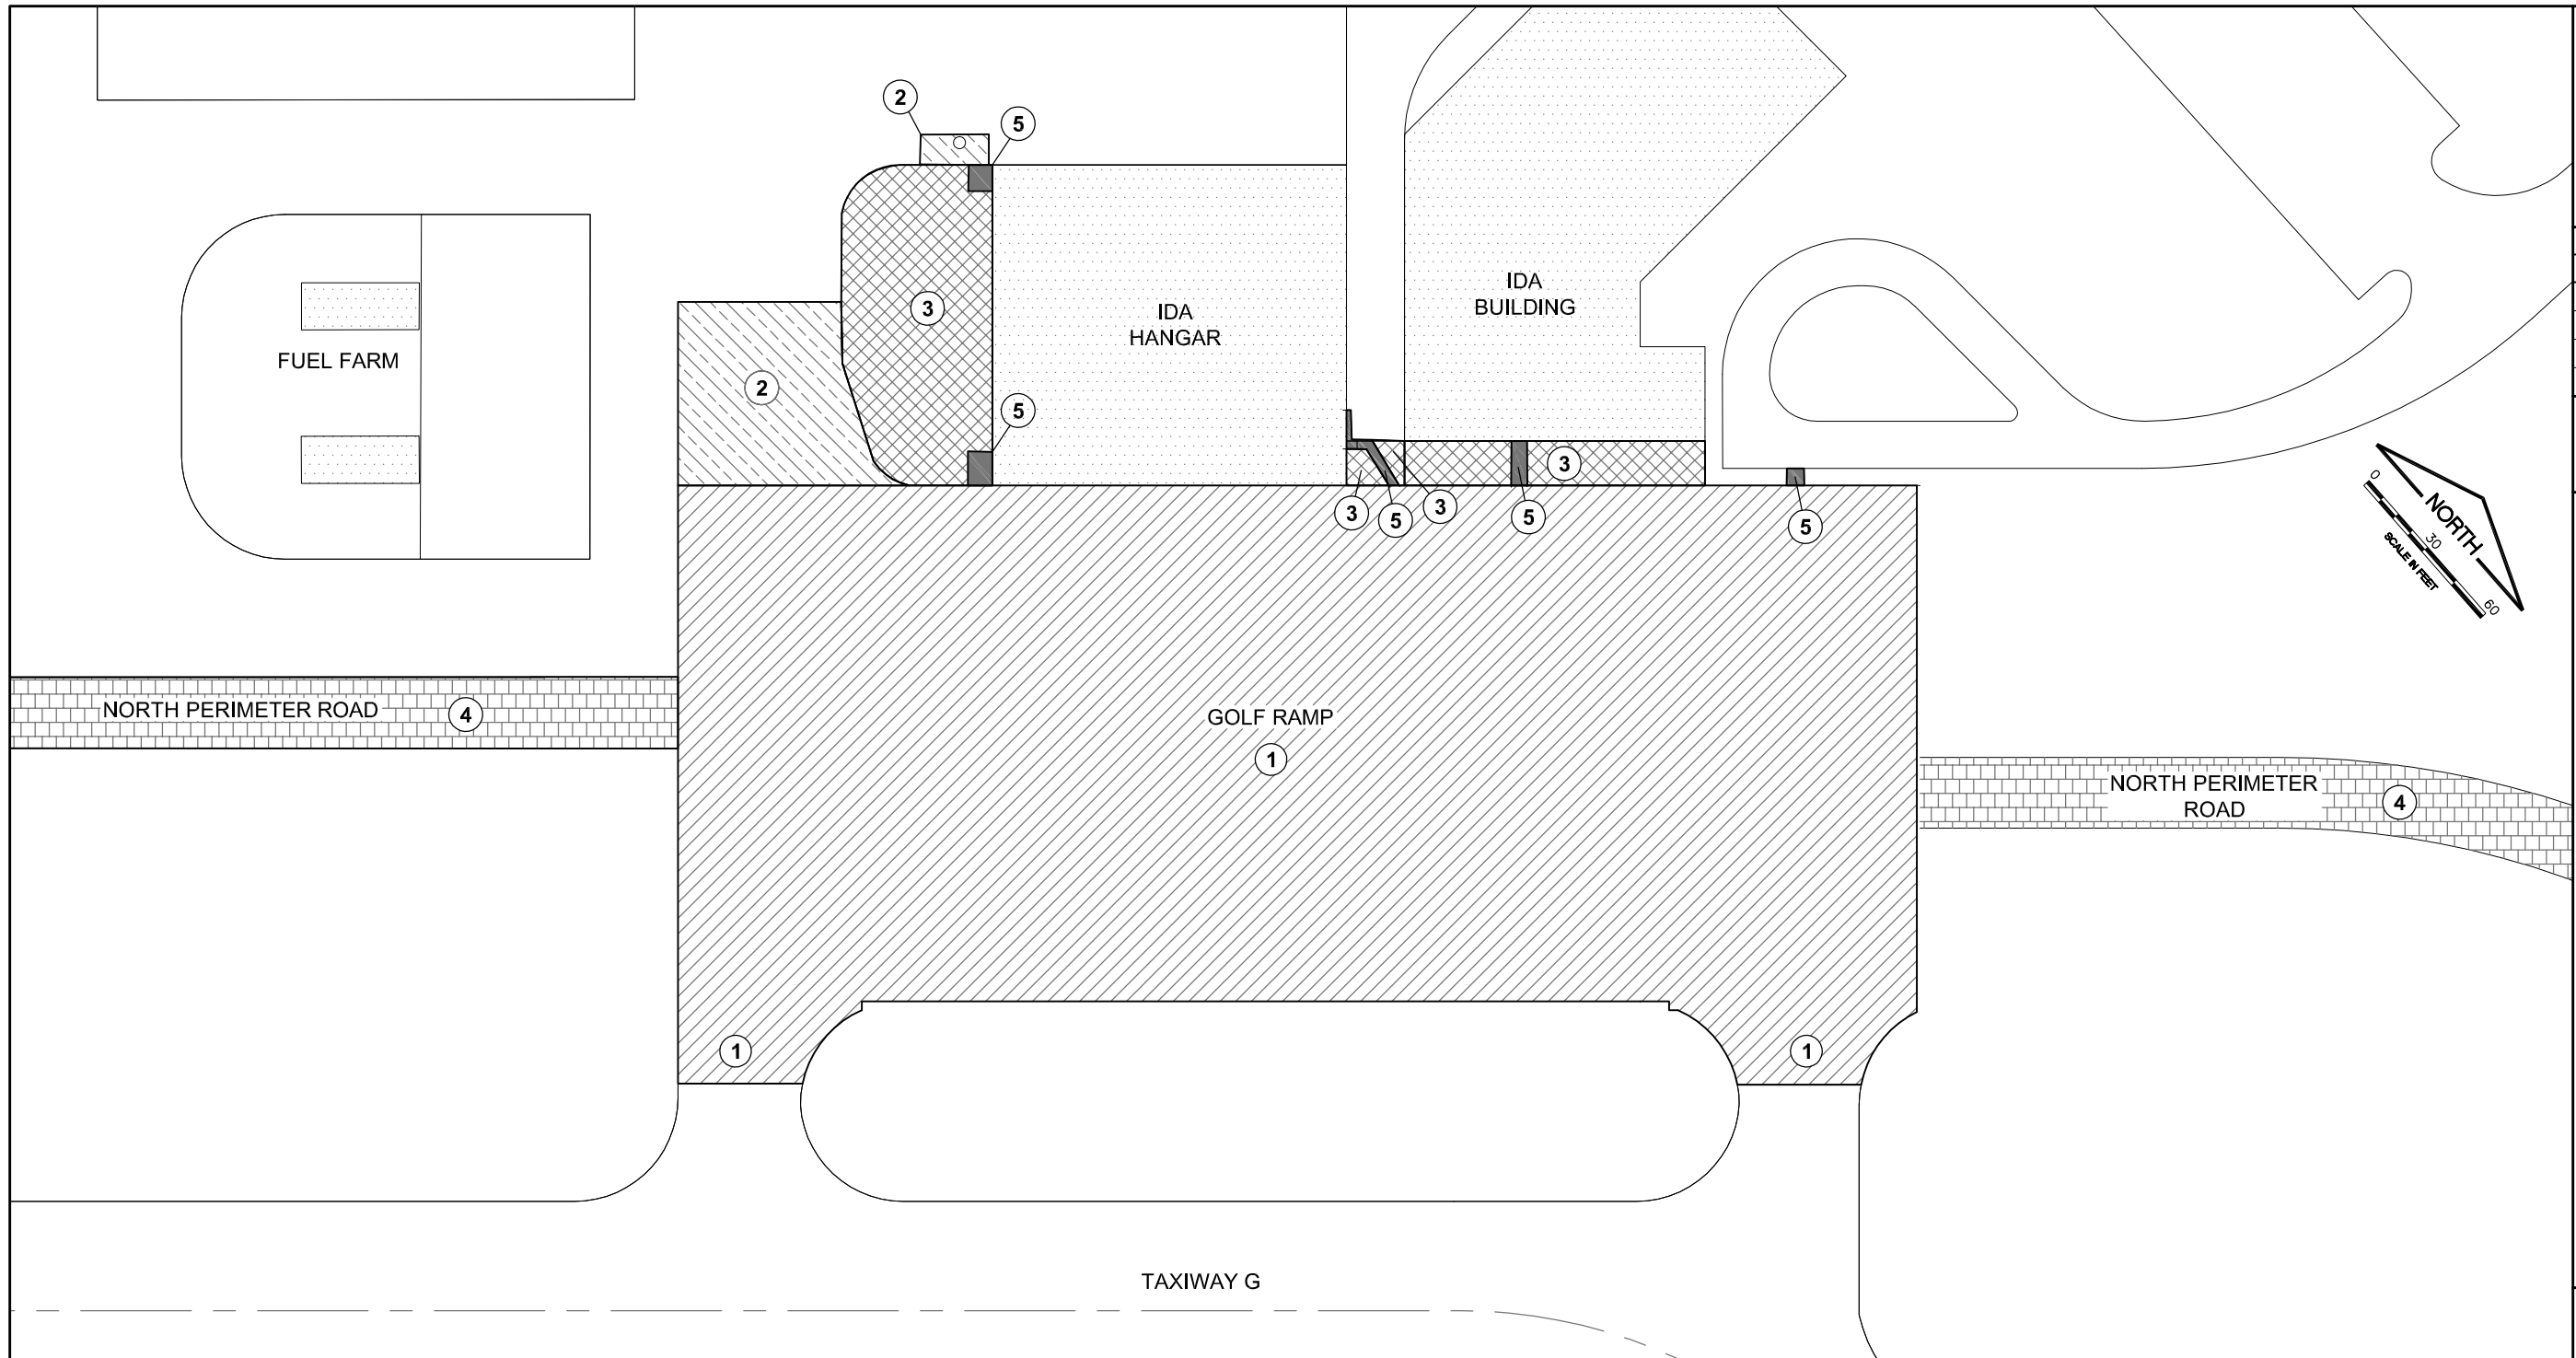 2
5
IDA
BUILDING
3
IDA
HANGAR
FUEL FARM
2
5
3
3
5
3
5
5
0
30
60
NORTH
SCALE IN FEET
NORTH PERIMETER ROAD
4
GOLF RAMP
1
NORTH PERIMETER
ROAD
4
1
1
TAXIWAY G